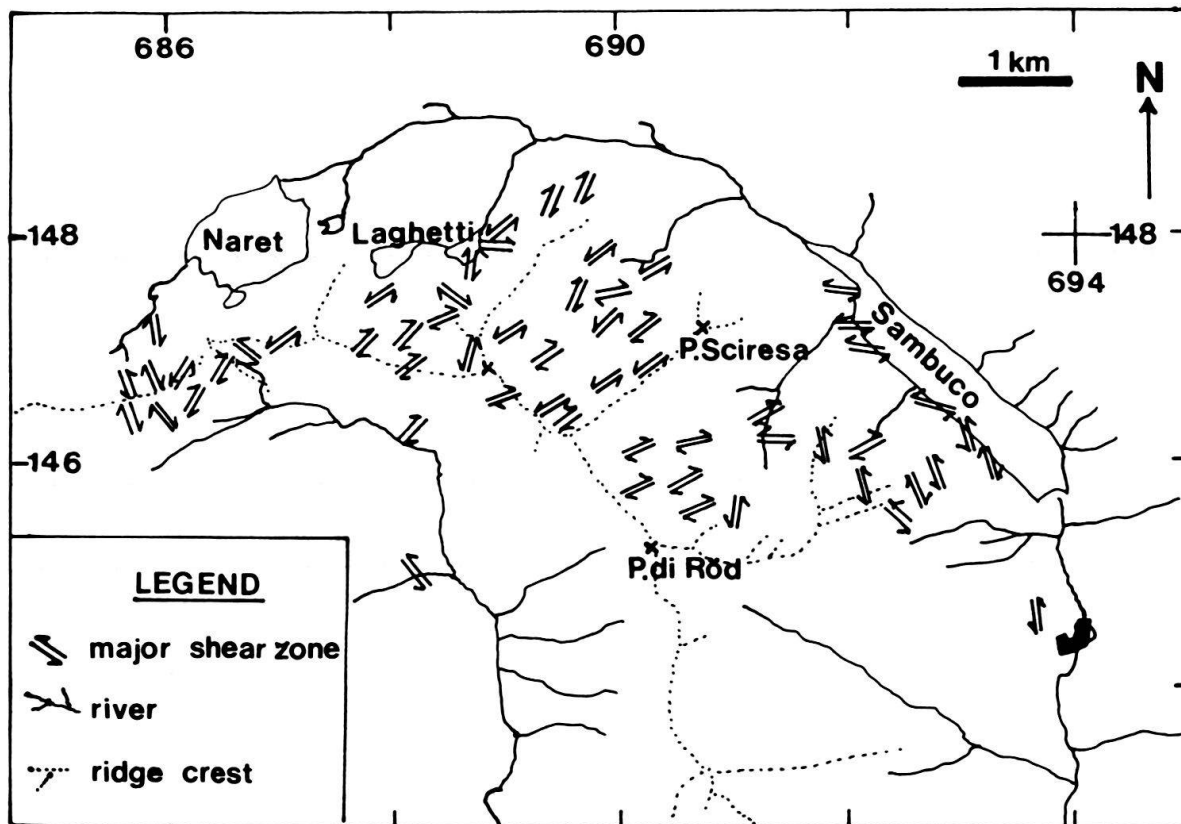 686
690
1 km
N
148
Naret
Laghetti
148
694
P.Sciresa
Sambuco
146
P.di Rod
LEGEND
major shear zone
river
ridge crest